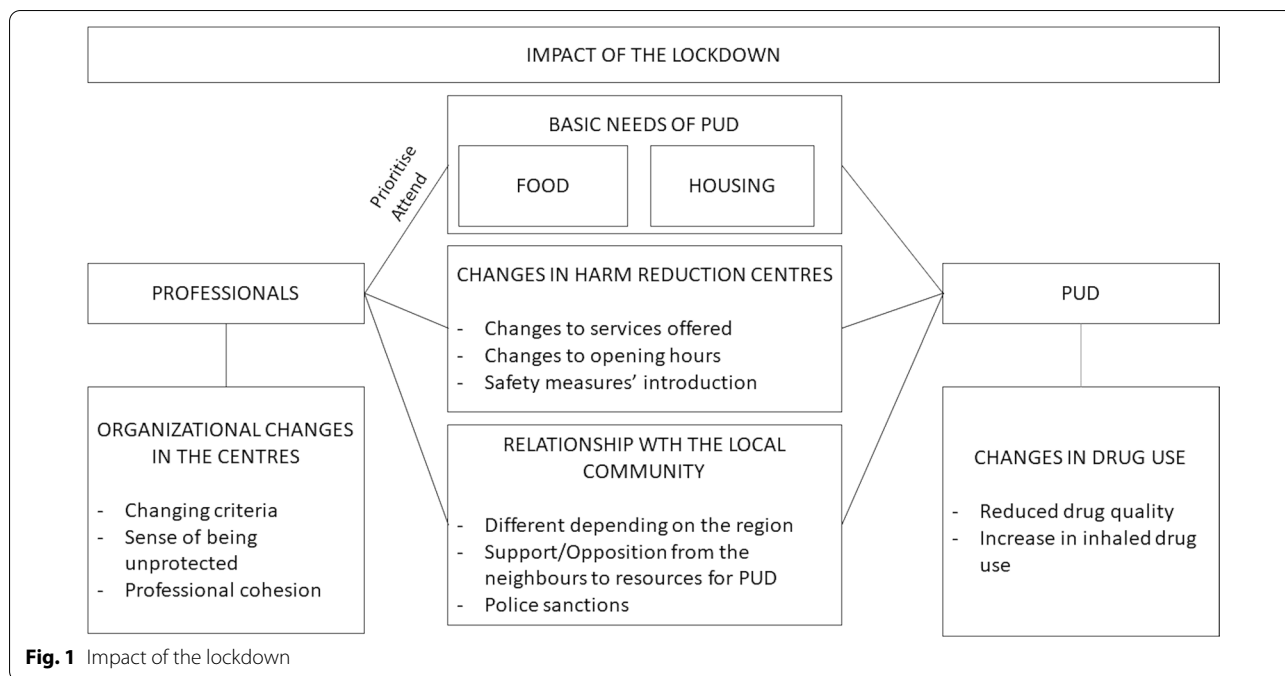 IMPACT OF THE LOCKDOWN
BASIC NEEDS OF PUD
FOOD
HOUSING
Prioritise
Attend
PROFESSIONALS
CHANGES IN HARM REDUCTION CENTRES
- Changes to services offered
- Changes to opening hours
- Safety measures’ introduction
PUD
ORGANIZATIONAL CHANGES
IN THE CENTRES
- Changing criteria
- Sense of being
unprotected
- Professional cohesion
RELATIONSHIP WTH THE LOCAL
COMMUNITY
- Different depending on the region
- Support/Opposition from the
neighbours to resources for PUD
- Police sanctions
CHANGES IN DRUG USE
- Reduced drug quality
- Increase in inhaled drug
use
Fig. 1 Impact of the lockdown